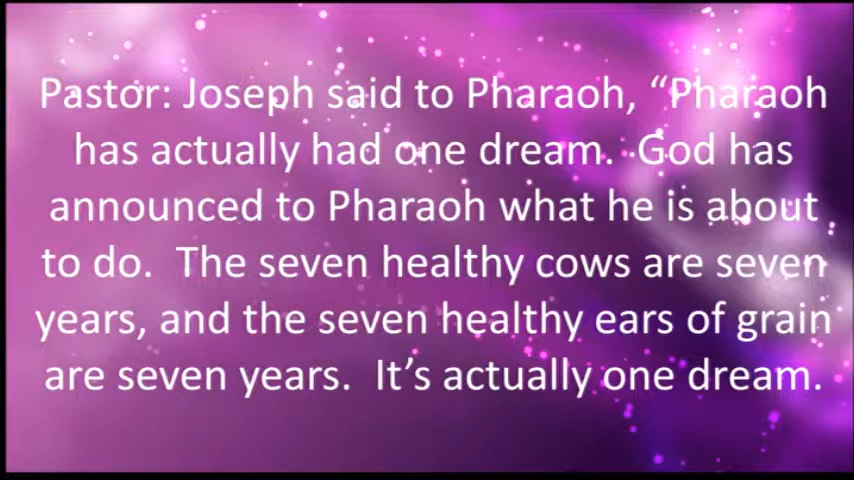 Pastor: Joseph said to Pharaoh, “Pharaoh
has actually had one dream.  God has
announced to Pharaoh what he is about
to do.  The seven healthy cows are seven
years, and the seven healthy ears of grain
are seven years.  It’s actually one dream.